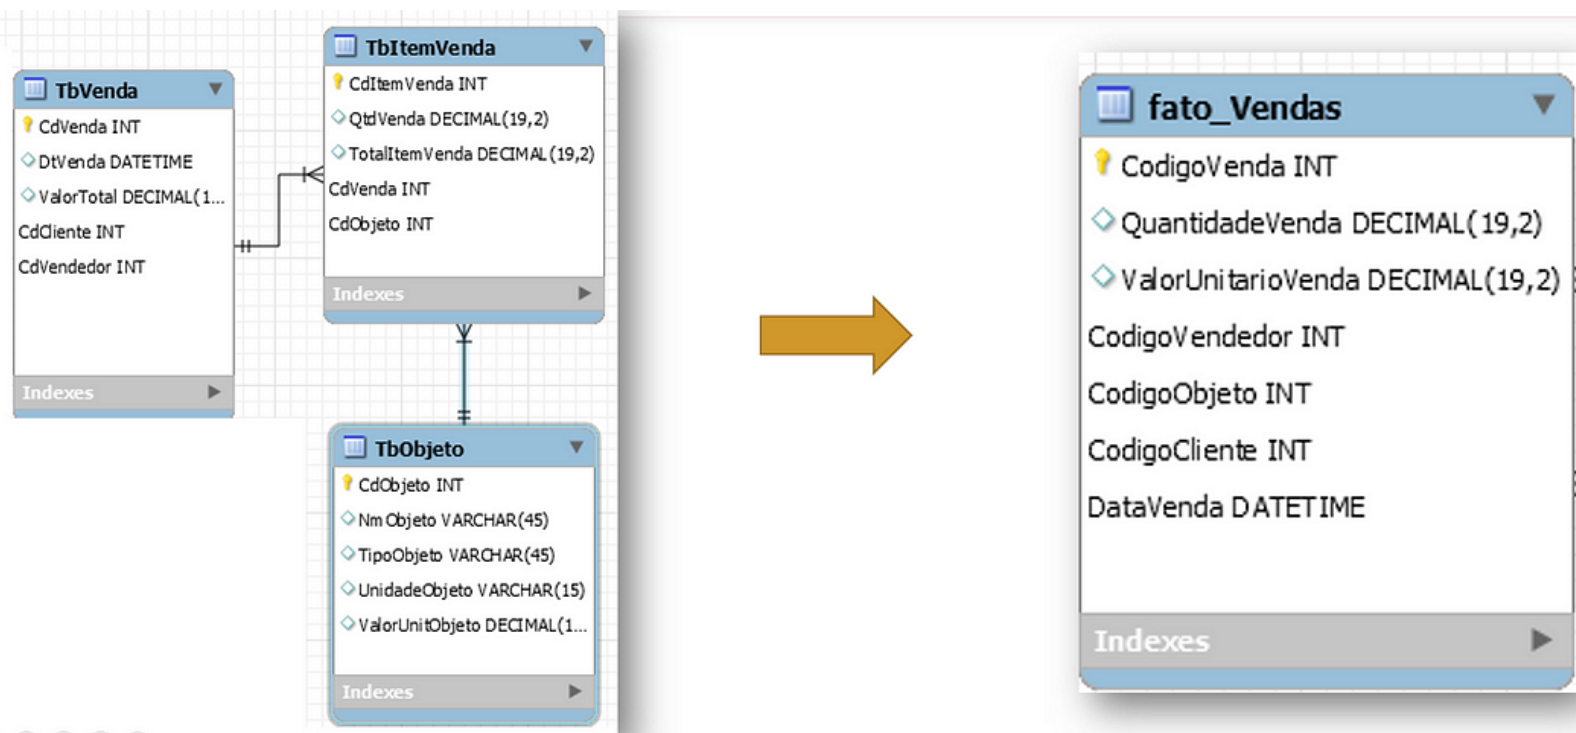 TbVenda
CdVenda INT
DtVenda DATETIME
ValorTotal DECIMAL(1...
CdCliente INT
CdVendedor INT
Indexes
TbItemVenda
CdItemVenda INT
QtdVenda DECIMAL(19,2)
TotalItemVenda DECIMAL(19,2)
CdVenda INT
CdObjeto INT
Indexes
TbObjeto
CdObjeto INT
NmObjeto VARCHAR(45)
TipoObjeto VARCHAR(45)
UnidadeObjeto VARCHAR(15)
ValorUnitObjeto DECIMAL(1...
Indexes
fato_Vendas
CodigoVenda INT
QuantidadeVenda DECIMAL(19,2)
ValorUnitarioVenda DECIMAL(19,2)
CodigoVendedor INT
CodigoObjeto INT
CodigoCliente INT
DataVenda DATETIME
Indexes